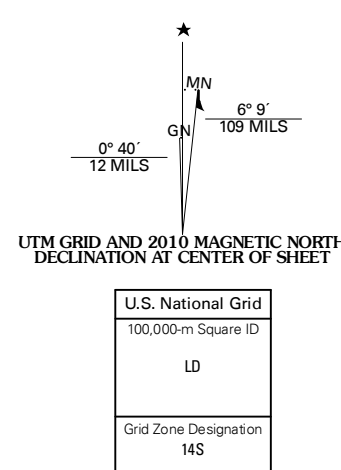 MN
GN
6° 9´
109 MILS
0° 40´
12 MILS
UTM GRID AND 2010 MAGNETIC NORTH
DECLINATION AT CENTER OF SHEET
U.S. National Grid
100,000-m Square ID
LD
Grid Zone Designation
14S